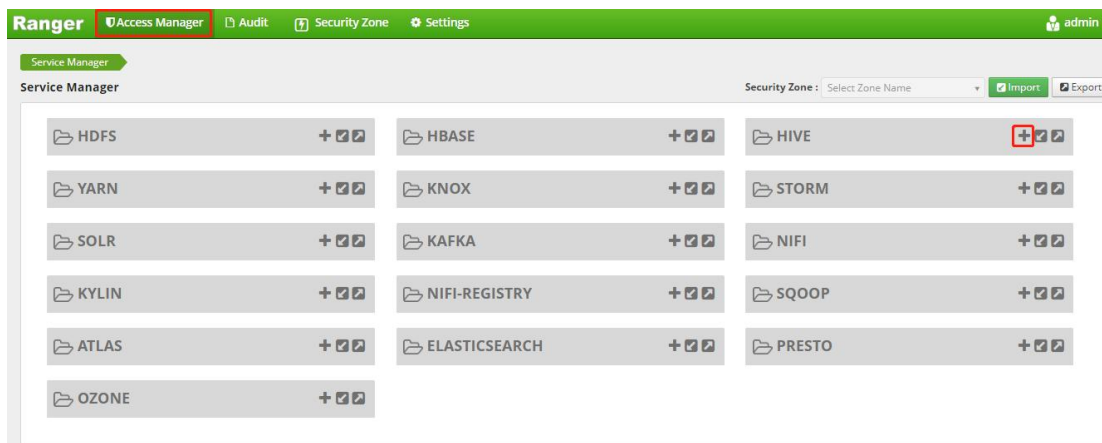 Ranger Access Manager Audit Security Zone Settings admin
Service Manager
Service Manager Security Zone : Select Zone Name Import Export
HDFS HBASE HIVE
YARN KNOX STORM
SOLR KAFKA NIFI
KYLIN NIFI-REGISTRY SQOOP
ATLAS ELASTICSEARCH PRESTO
OZONE